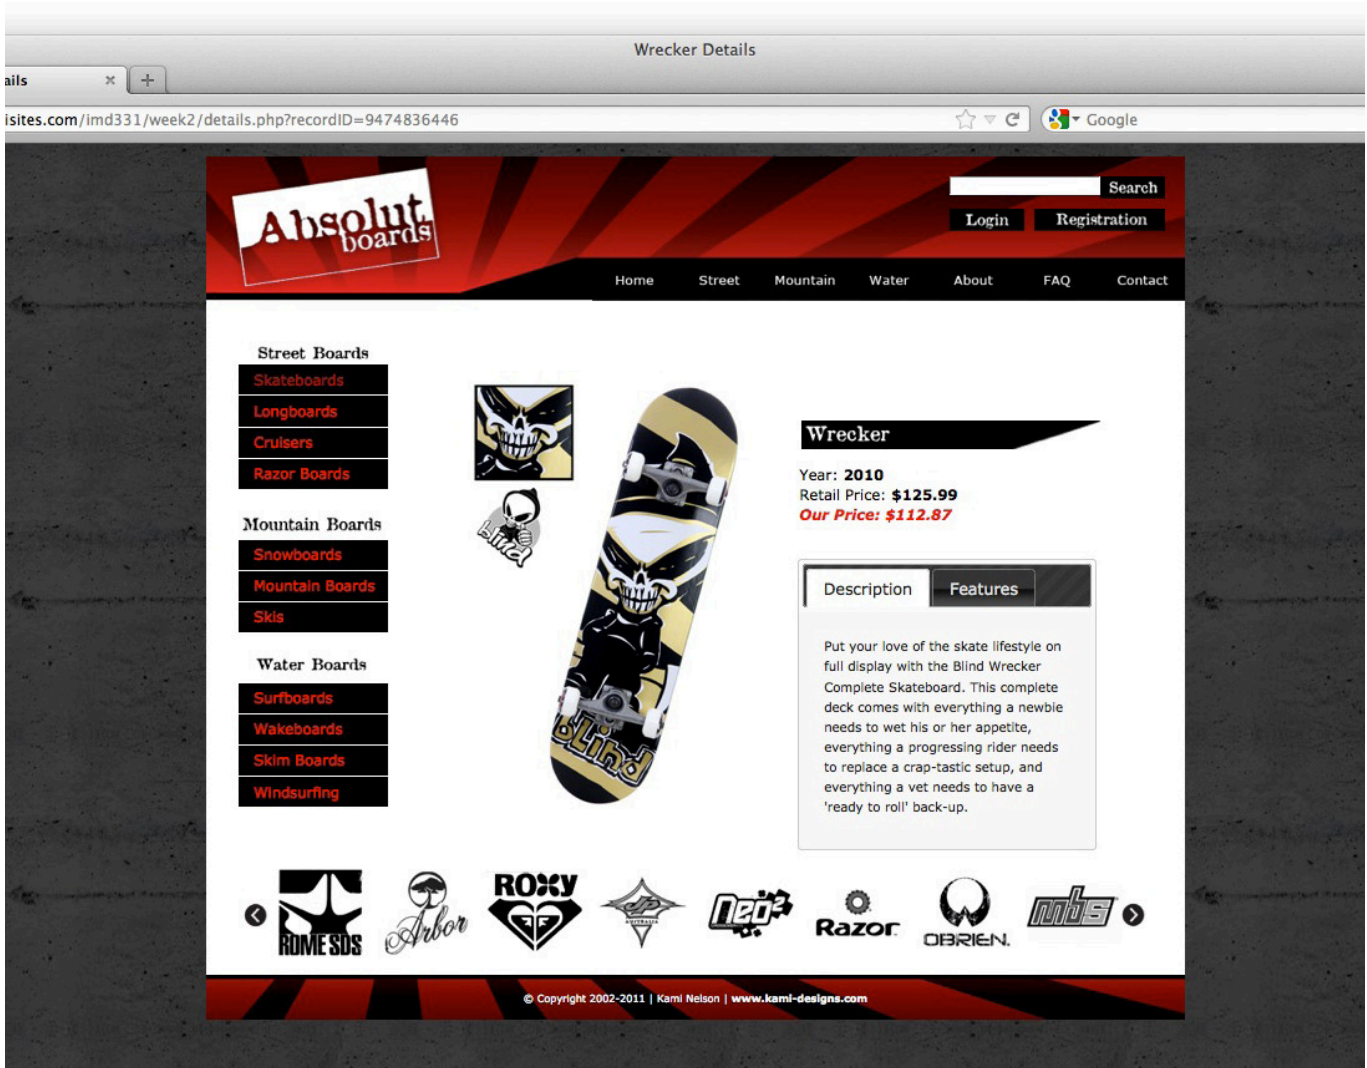 Wrecker Details
ails
isites.com/imd331/week2/details.php?recordID=9474836446
Google
Absolut
boards
Search
Login
Registration
Home
Street
Mountain
Water
About
FAQ
Contact
Street Boards
Skateboards
Longboards
Cruisers
Razor Boards
Mountain Boards
Snowboards
Mountain Boards
Skis
Water Boards
Surfboards
Wakeboards
Skim Boards
Windsurfing
blind
blind
Wrecker
Year: 2010
Retail Price: $125.99
Our Price: $112.87
Description
Features
Put your love of the skate lifestyle on
full display with the Blind Wrecker
Complete Skateboard. This complete
deck comes with everything a newbie
needs to wet his or her appetite,
everything a progressing rider needs
to replace a crap-tastic setup, and
everything a vet needs to have a
'ready to roll' back-up.
ROME SDS
Arbor
ROXY
JP
AUSTRALIA
neo²
Razor
OBRIEN.
mbs
© Copyright 2002-2011 | Kami Nelson | www.kami-designs.com